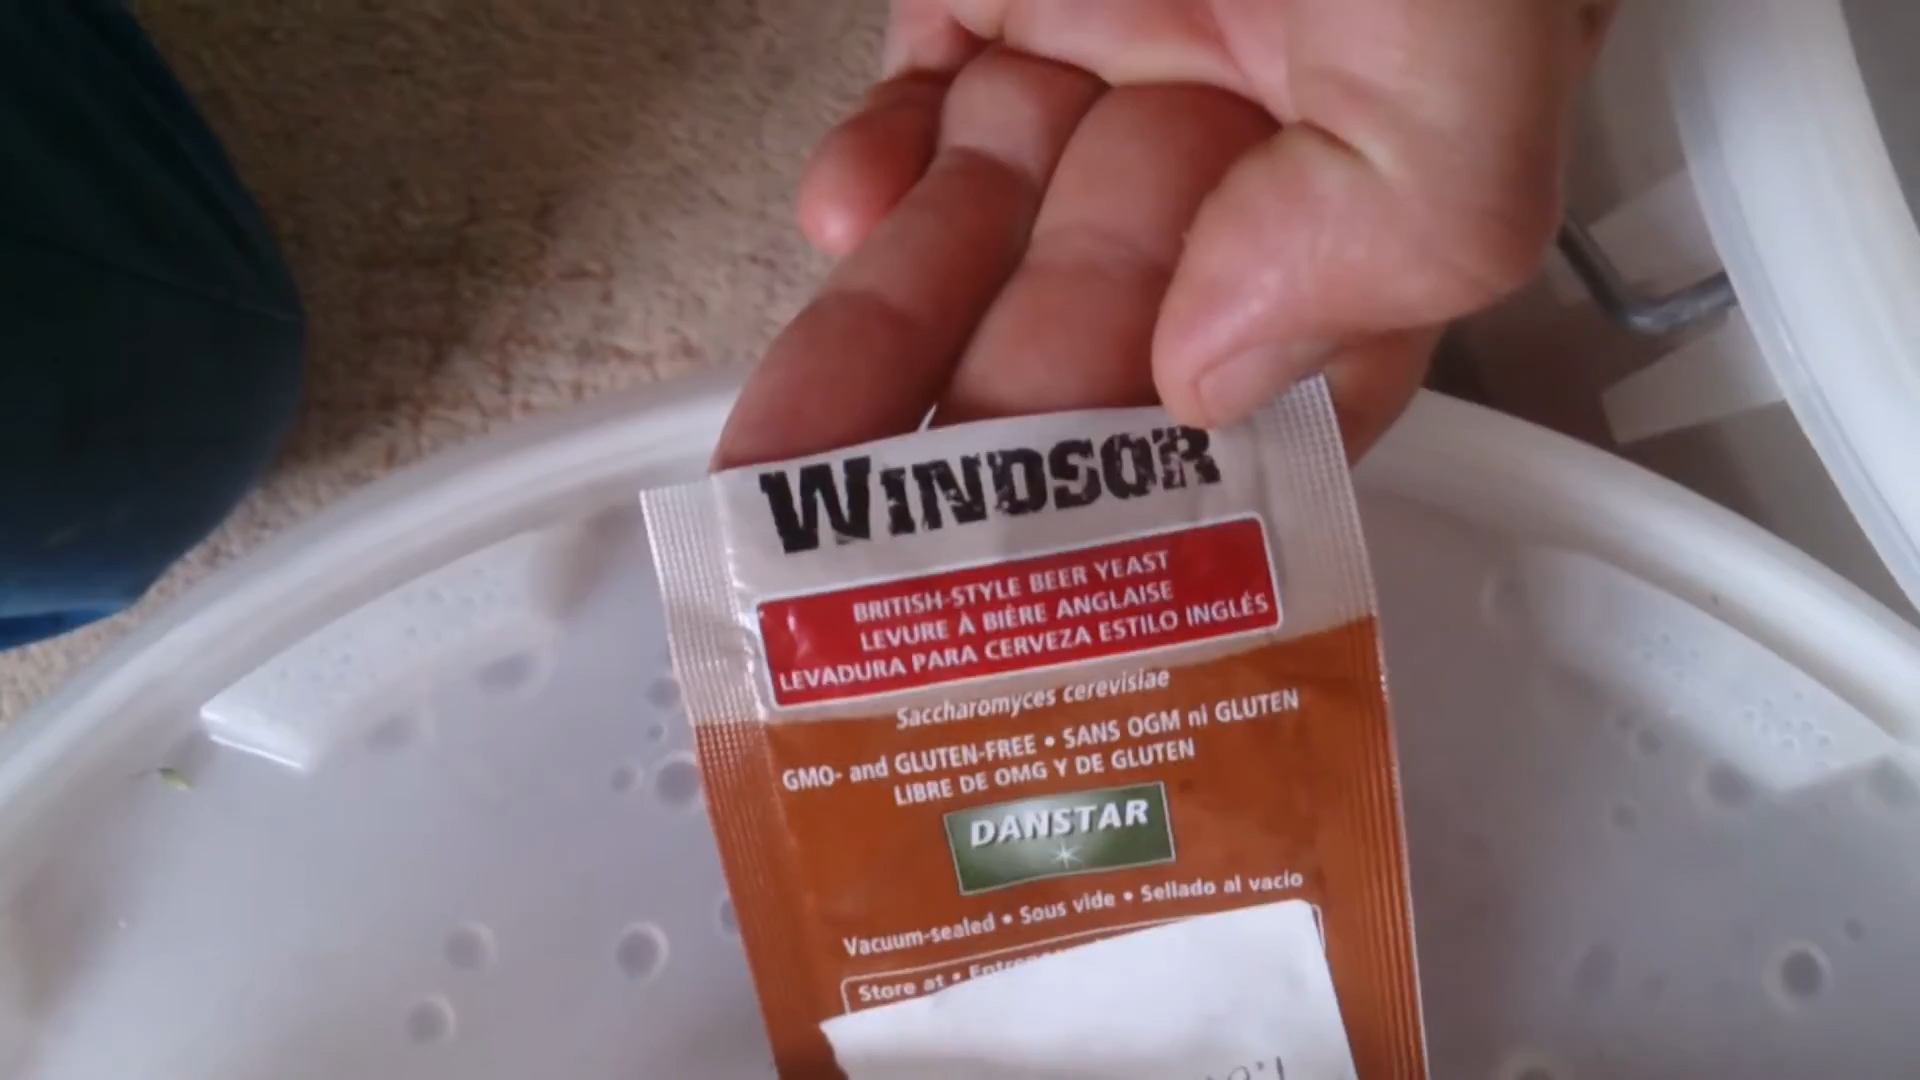 WINDSOR
BRITISH-STYLE BEER YEAST
LEVURE À BIÈRE ANGLAISE
LEVADURA PARA CERVEZA ESTILO INGLÉS
Saccharomyces cerevisiae
GMO- and GLUTEN-FREE • SANS OGM ni GLUTEN
LIBRE DE OMG Y DE GLUTEN
DANSTAR
Vacuum-sealed • Sous vide • Sellado al vacío
Store at •